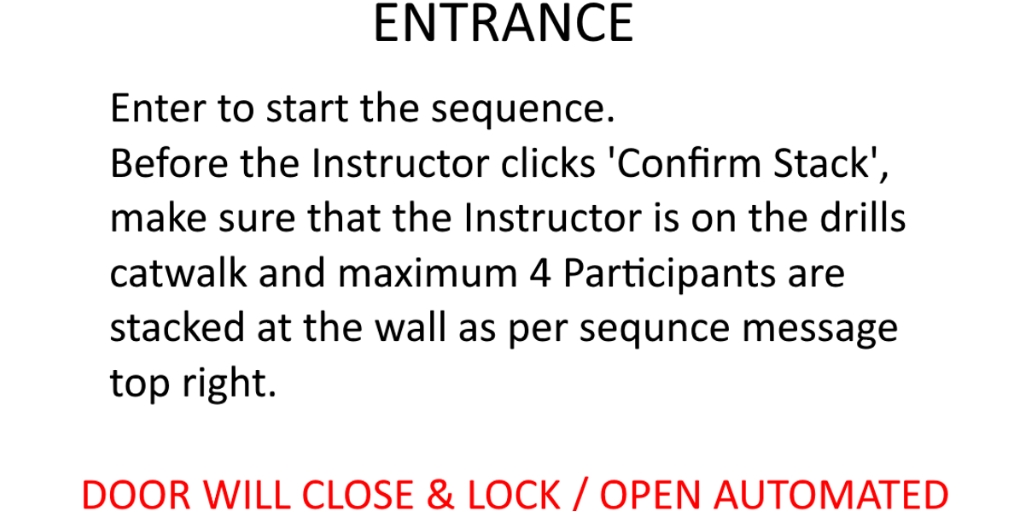 ENTRANCE
Enter to start the sequence.
Before the Instructor clicks 'Confirm Stack',
make sure that the Instructor is on the drills
catwalk and maximum 4 Participants are
stacked at the wall as per sequnce message
top right.
DOOR WILL CLOSE & LOCK / OPEN AUTOMATED